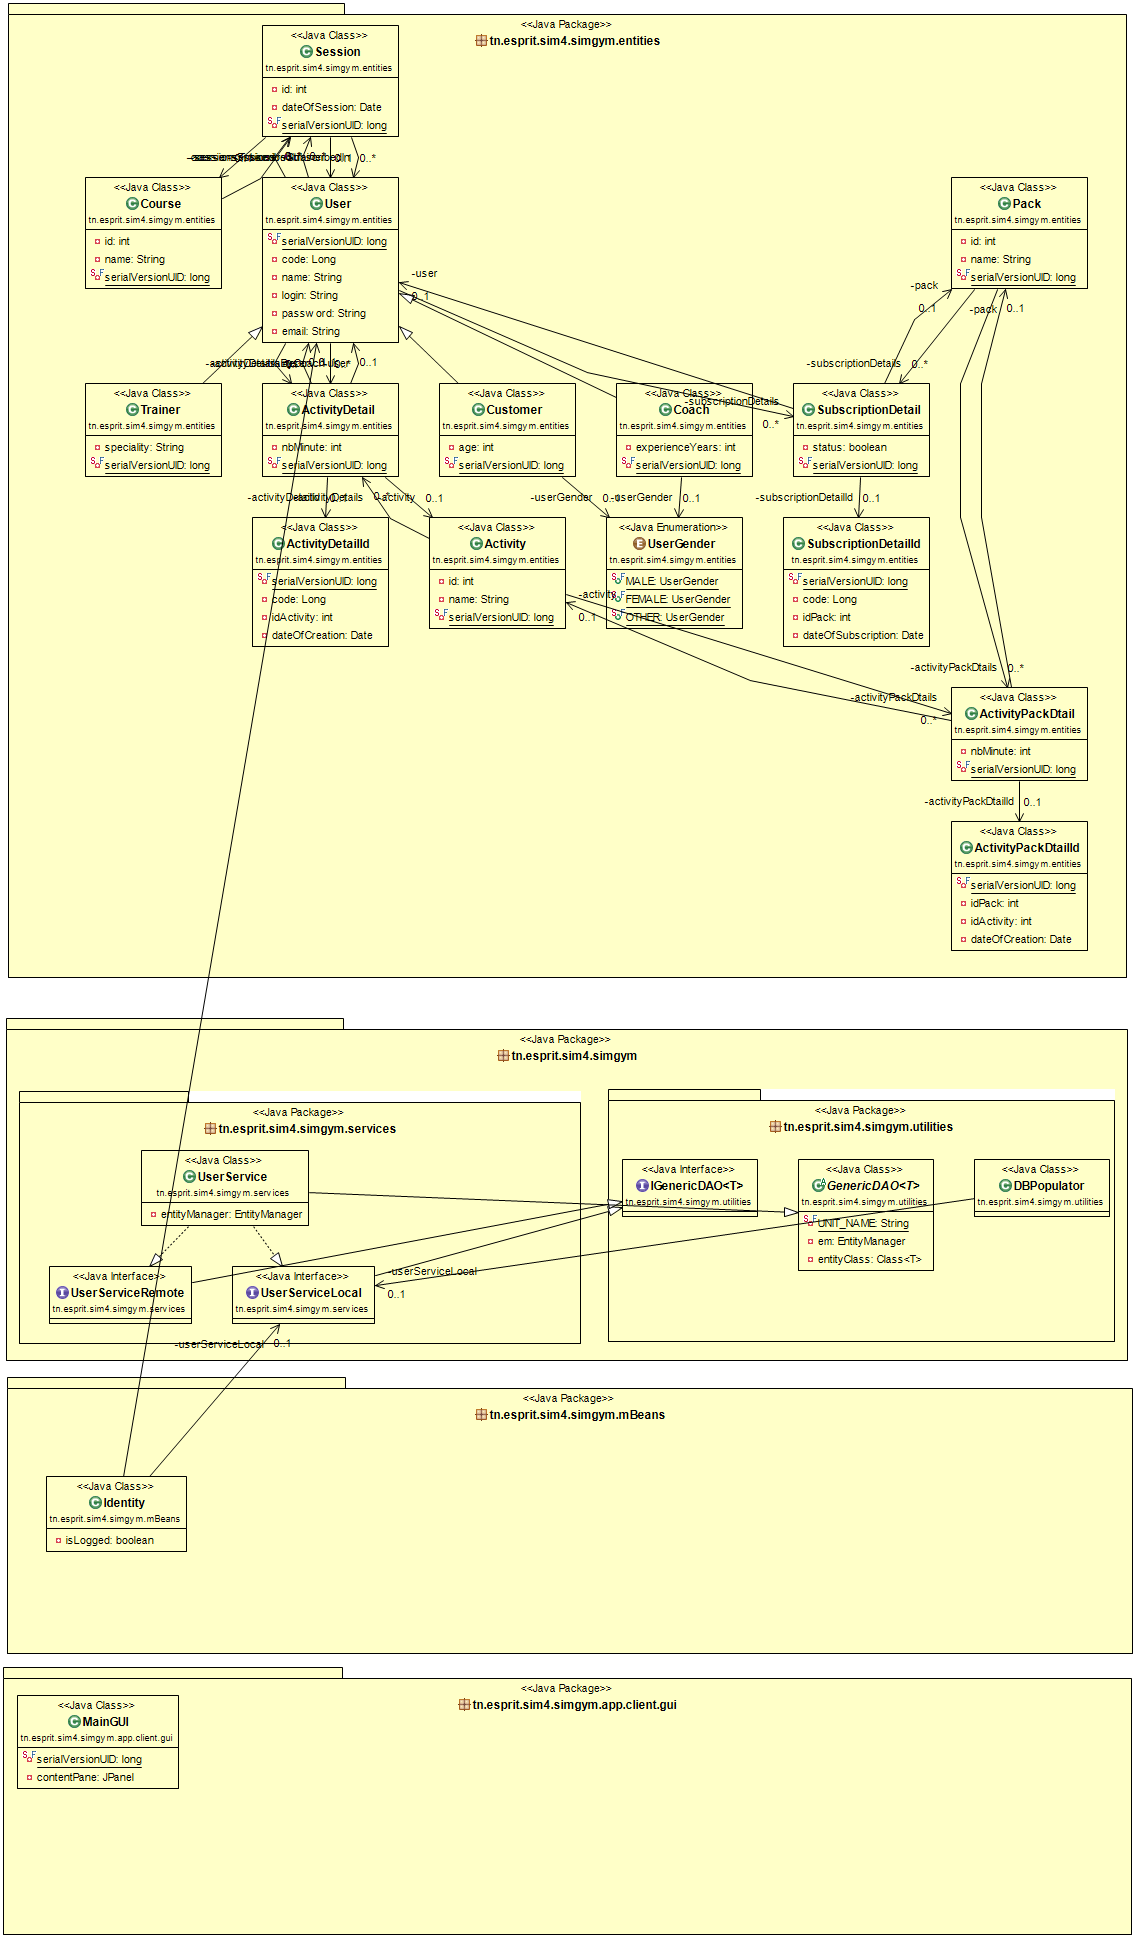 <<Java Package>>
tn.esprit.sim4.simgym.entities
<<Java Class>>
Session
tn.esprit.sim4.simgym.entities
id: int
dateOfSession: Date
serialVersionUID: long
0..*
<<Java Class>>
Course
tn.esprit.sim4.simgym.entities
id: int
name: String
serialVersionUID: long
<<Java Class>>
User
tn.esprit.sim4.simgym.entities
serialVersionUID: long
code: Long
name: String
login: String
password: String
email: String
<<Java Class>>
Pack
tn.esprit.sim4.simgym.entities
id: int
name: String
serialVersionUID: long
-user
0..1
-pack
0..1
-pack
0..1
0..1
-subscriptionDetails
0..*
<<Java Class>>
Trainer
tn.esprit.sim4.simgym.entities
speciality: String
serialVersionUID: long
<<Java Class>>
ActivityDetail
tn.esprit.sim4.simgym.entities
nbMinute: int
serialVersionUID: long
<<Java Class>>
Customer
tn.esprit.sim4.simgym.entities
age: int
serialVersionUID: long
<<Java Class>>
Coach
tn.esprit.sim4.simgym.entities
experienceYears: int
serialVersionUID: long
-subscriptionDetails
0..*
<<Java Class>>
SubscriptionDetail
tn.esprit.sim4.simgym.entities
status: boolean
serialVersionUID: long
-activityDetailId
0..1
-activityDetails
0..*
-activity
0..1
-userGender
0..1
-userGender
0..1
-subscriptionDetailId
0..1
<<Java Class>>
ActivityDetailId
tn.esprit.sim4.simgym.entities
serialVersionUID: long
code: Long
idActivity: int
dateOfCreation: Date
<<Java Class>>
Activity
tn.esprit.sim4.simgym.entities
id: int
name: String
serialVersionUID: long
<<Java Enumeration>>
UserGender
tn.esprit.sim4.simgym.entities
MALE: UserGender
FEMALE: UserGender
OTHER: UserGender
-activity
0..1
<<Java Class>>
SubscriptionDetailId
tn.esprit.sim4.simgym.entities
serialVersionUID: long
code: Long
idPack: int
dateOfSubscription: Date
-activityPackDtails
0..*
-activityPackDtails
0..*
<<Java Class>>
ActivityPackDtail
tn.esprit.sim4.simgym.entities
nbMinute: int
serialVersionUID: long
-activityPackDtailId
0..1
<<Java Class>>
ActivityPackDtailId
tn.esprit.sim4.simgym.entities
serialVersionUID: long
idPack: int
idActivity: int
dateOfCreation: Date
<<Java Package>>
tn.esprit.sim4.simgym
<<Java Package>>
tn.esprit.sim4.simgym.services
<<Java Class>>
UserService
tn.esprit.sim4.simgym.services
entityManager: EntityManager
<<Java Interface>>
UserServiceRemote
tn.esprit.sim4.simgym.services
<<Java Interface>>
UserServiceLocal
tn.esprit.sim4.simgym.services
-userServiceLocal
0..1
-userServiceLocal
0..1
<<Java Package>>
tn.esprit.sim4.simgym.utilities
<<Java Interface>>
IGenericDAO<T>
tn.esprit.sim4.simgym.utilities
<<Java Class>>
GenericDAO<T>
tn.esprit.sim4.simgym.utilities
UNIT_NAME: String
em: EntityManager
entityClass: Class<T>
<<Java Class>>
DBPopulator
tn.esprit.sim4.simgym.utilities
<<Java Package>>
tn.esprit.sim4.simgym.mBeans
<<Java Class>>
Identity
tn.esprit.sim4.simgym.mBeans
isLogged: boolean
<<Java Package>>
tn.esprit.sim4.simgym.app.client.gui
<<Java Class>>
MainGUI
tn.esprit.sim4.simgym.app.client.gui
serialVersionUID: long
contentPane: JPanel